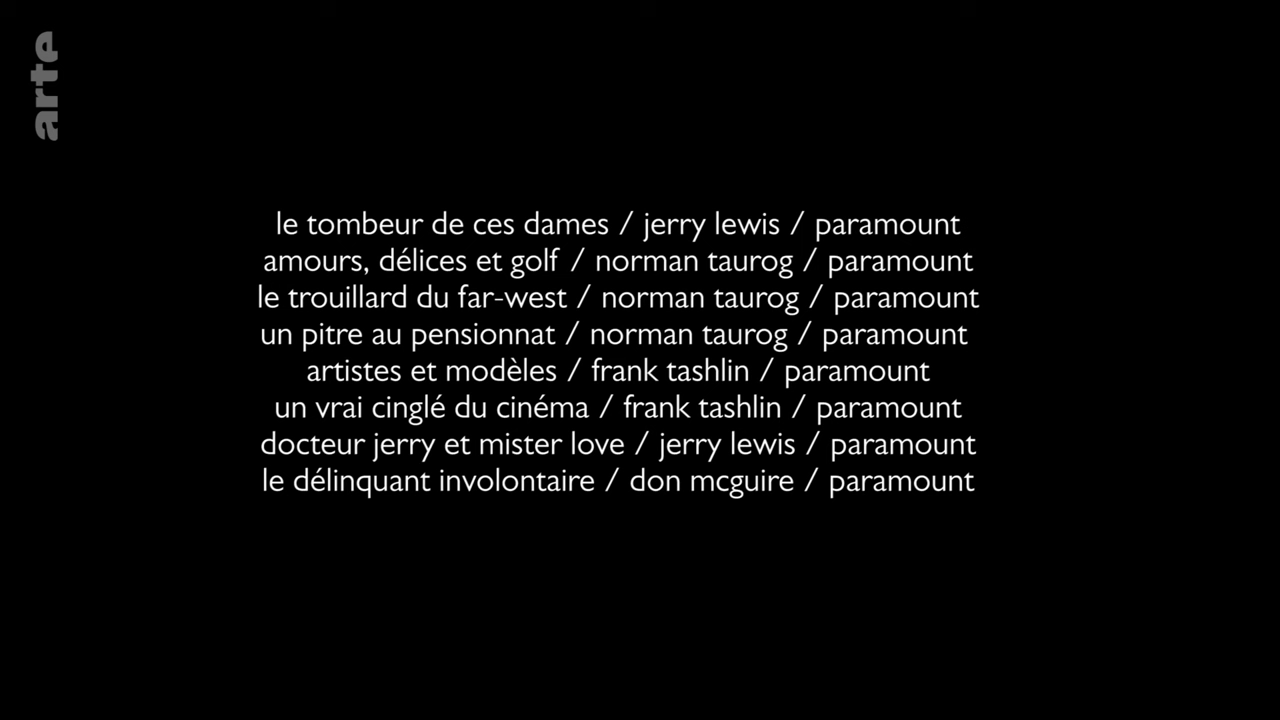 arte
le tombeur de ces dames / jerry lewis / paramount
amours, délices et golf / norman taurog / paramount
le trouillard du far-west / norman taurog / paramount
un pitre au pensionnat / norman taurog / paramount
artistes et modèles / frank tashlin / paramount
un vrai cinglé du cinéma / frank tashlin / paramount
docteur jerry et mister love / jerry lewis / paramount
le délinquant involontaire / don mcguire / paramount